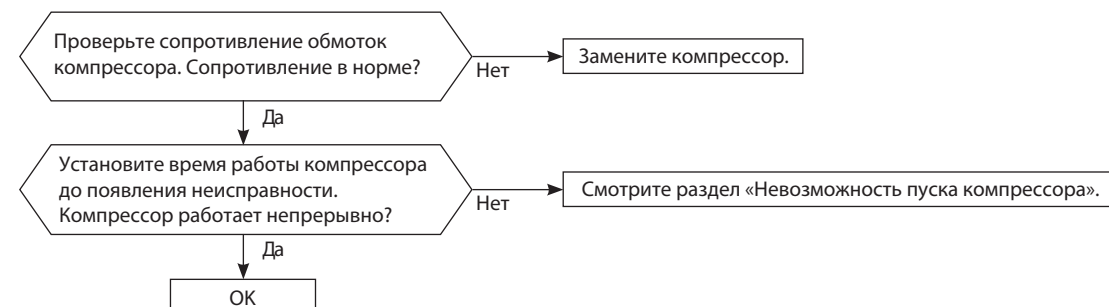 Проверьте сопротивление обмоток
компрессора. Сопротивление в норме?
Нет
Замените компрессор.
Да
Установите время работы компрессора
до появления неисправности.
Компрессор работает непрерывно?
Нет
Смотрите раздел «Невозможность пуска компрессора».
Да
OK